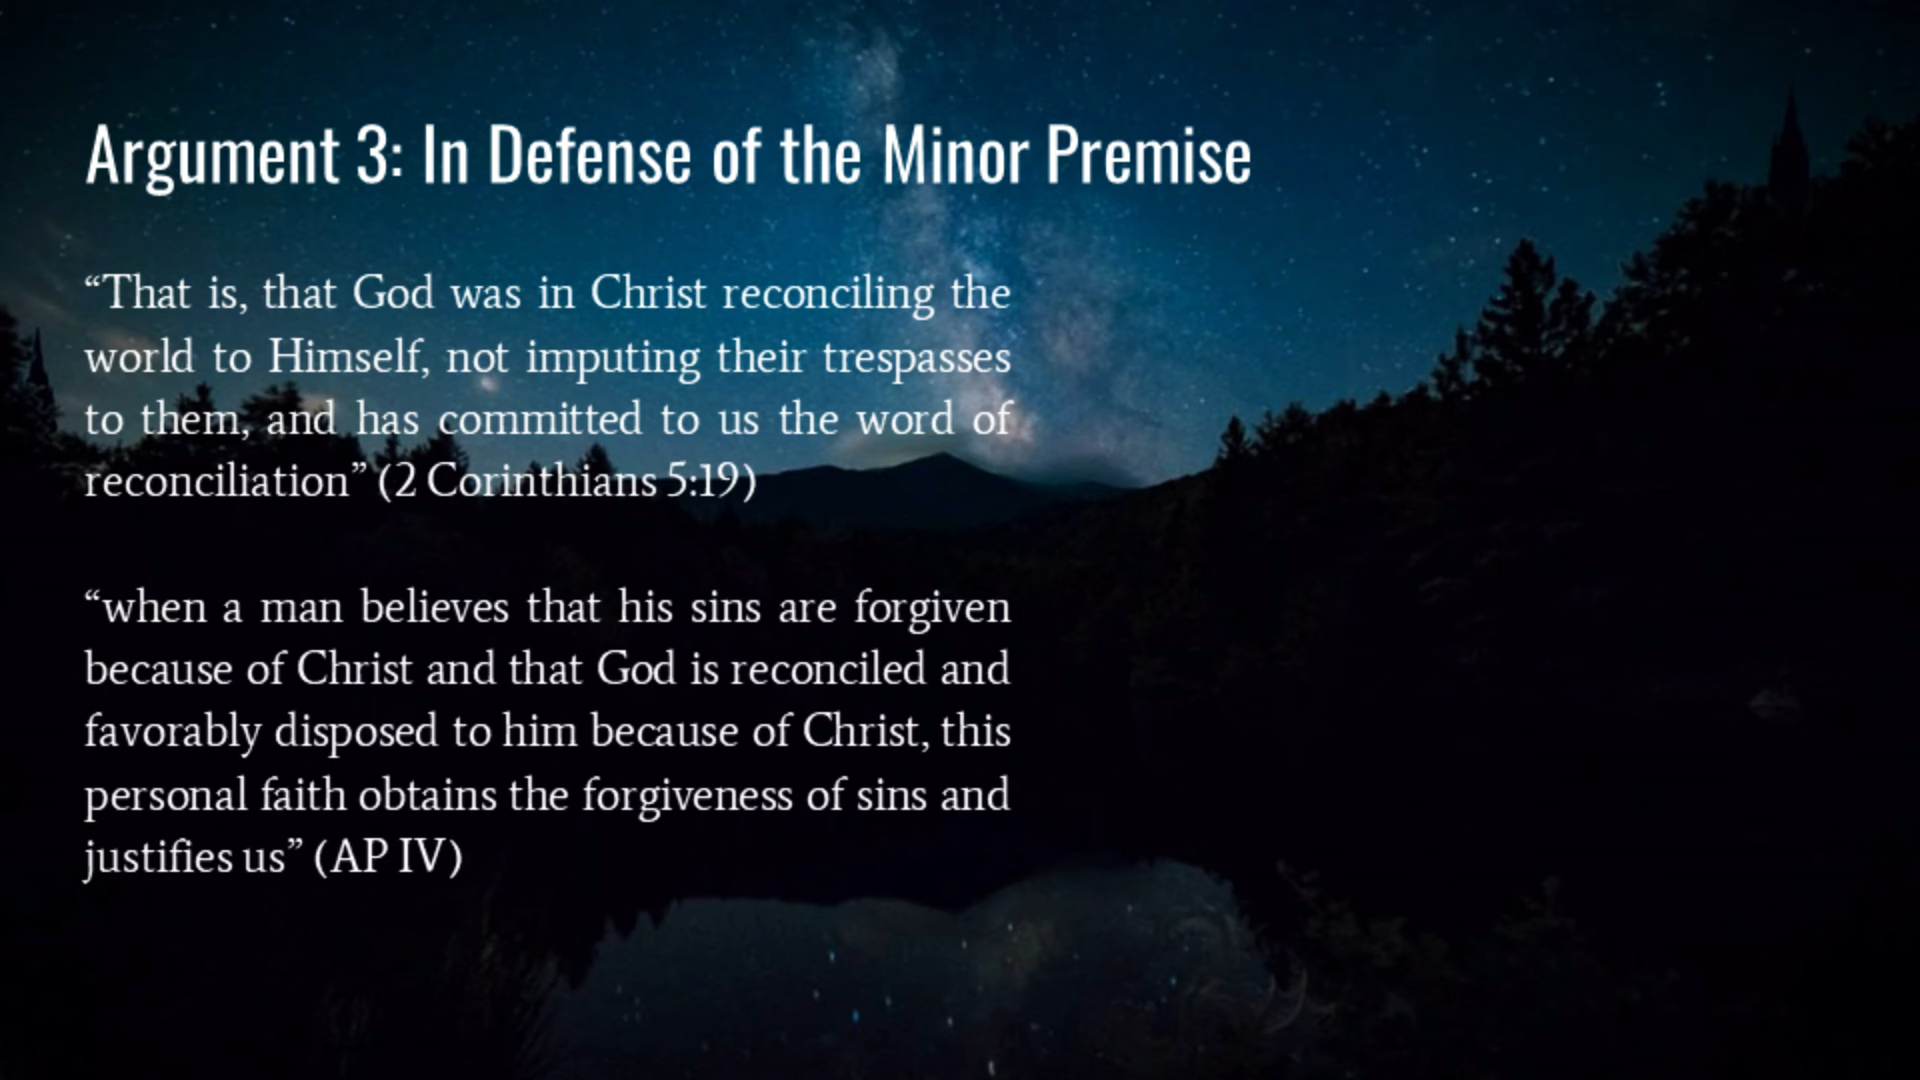 Argument 3: In Defense of the Minor Premise
“That is, that God was in Christ reconciling the
world to Himself, not imputing their trespasses
to them, and has committed to us the word of
reconciliation” (2 Corinthians 5:19)
“when a man believes that his sins are forgiven
because of Christ and that God is reconciled and
favorably disposed to him because of Christ, this
personal faith obtains the forgiveness of sins and
justifies us” (AP IV)